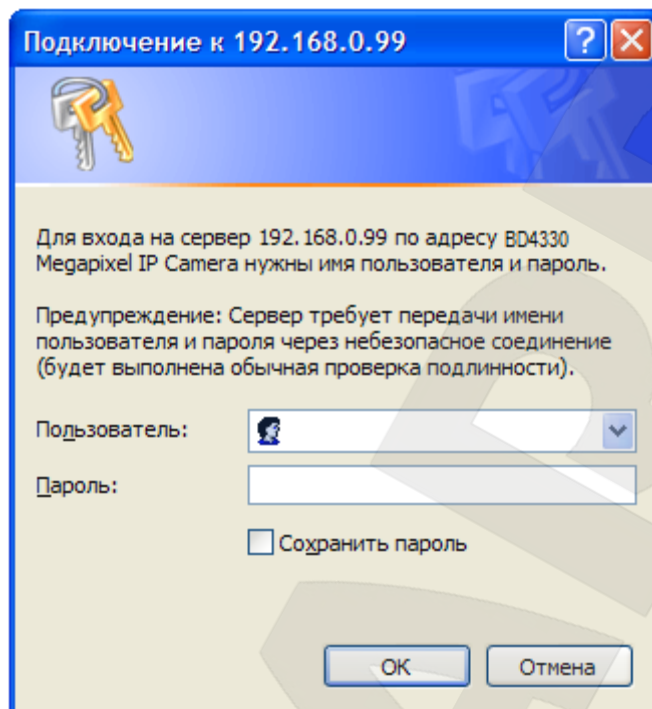 Подключение к 192.168.0.99
Для входа на сервер 192.168.0.99 по адресу BD4330
Megapixel IP Camera нужны имя пользователя и пароль.
Предупреждение: Сервер требует передачи имени
пользователя и пароля через небезопасное соединение
(будет выполнена обычная проверка подлинности).
Пользователь:
Пароль:
Сохранить пароль
OK Отмена